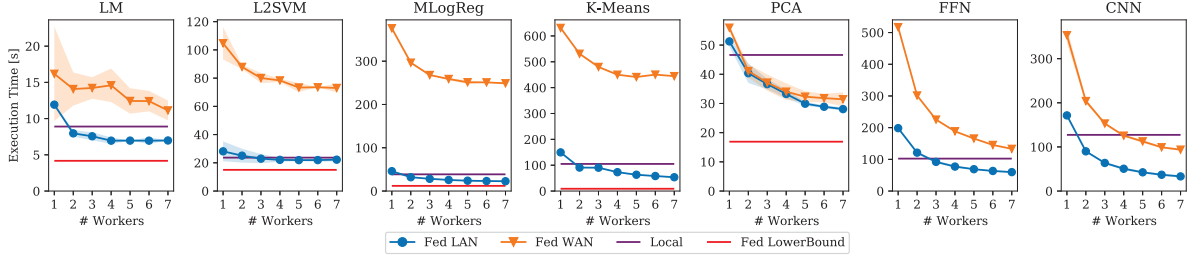 LM
L2SVM
MLogReg
K-Means
PCA
FFN
CNN
Execution Time [s]
0
5
10
15
20
1 2 3 4 5 6 7
# Workers
0
20
40
60
80
100
120
1 2 3 4 5 6 7
# Workers
0
150
300
1 2 3 4 5 6 7
# Workers
0
100
200
300
400
500
600
1 2 3 4 5 6 7
# Workers
0
10
20
30
40
50
1 2 3 4 5 6 7
# Workers
0
100
200
300
400
500
1 2 3 4 5 6 7
# Workers
0
100
200
300
1 2 3 4 5 6 7
# Workers
Fed LAN Fed WAN Local Fed LowerBound